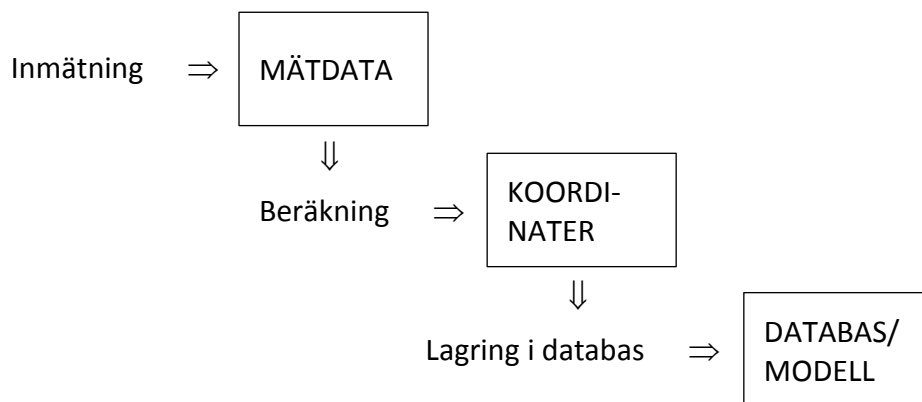 Inmätning ⇒ MÄTDATA
⇓
Beräkning ⇒ KOORDI-
NATER
⇓
Lagring i databas ⇒ DATABAS/
MODELL